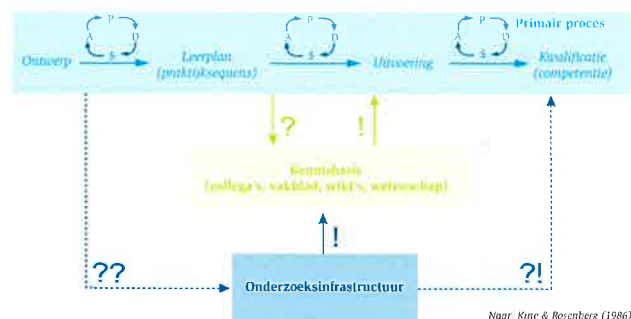 P
P
P
Primair proces
A
D
A
D
A
D
S
S
S
Ontwerp
Leerplan
(praktijksequens)
Uitvoering
Kwalificatie
(competentie)
?
!
Kennisbasis
(collega's, vakblad, wiki's, wetenschap)
!
??
?!
Onderzoeksinfrastructuur
Naar: Kline & Rosenberg (1986)